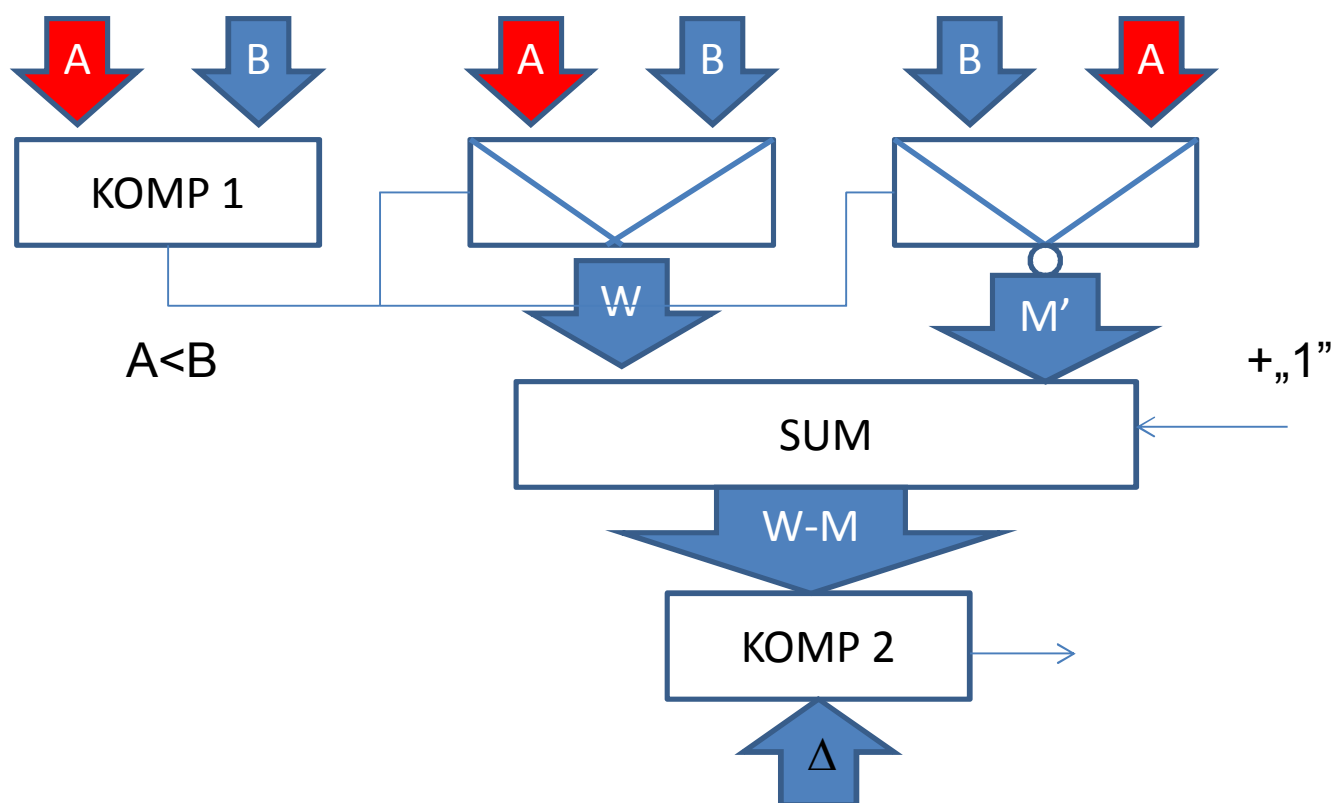 A B A B B A
KOMP 1
W M’
A<B +„1”
SUM
W-M
KOMP 2
Δ